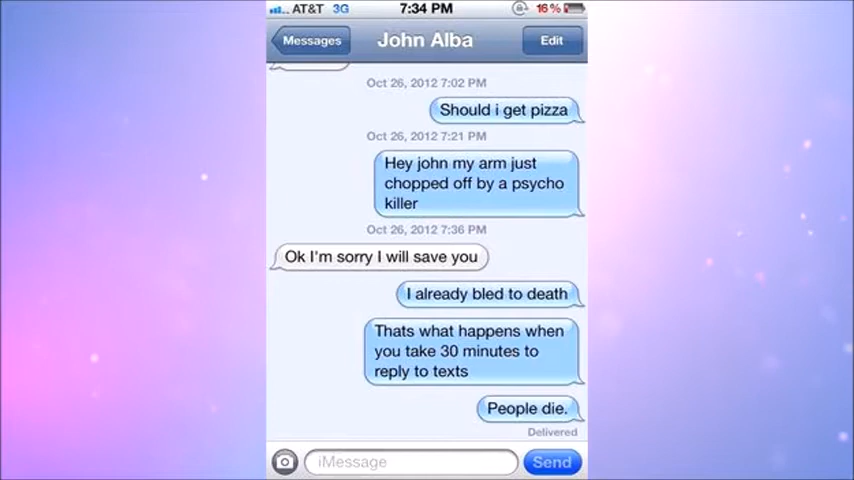 AT&T 3G 7:34 PM 16%
Messages John Alba Edit
Oct 26, 2012 7:02 PM
Should i get pizza
Oct 26, 2012 7:21 PM
Hey john my arm just
chopped off by a psycho
killer
Oct 26, 2012 7:36 PM
Ok I'm sorry I will save you
I already bled to death
Thats what happens when
you take 30 minutes to
reply to texts
People die.
Delivered
iMessage Send